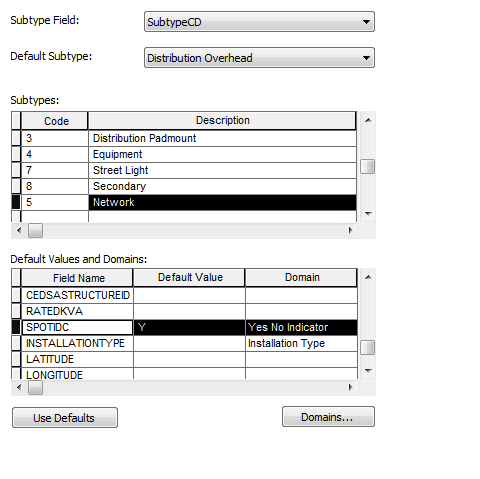 Subtype Field: SubtypeCD
Default Subtype: Distribution Overhead
Subtypes:
Code Description
3 Distribution Padmount
4 Equipment
7 Street Light
8 Secondary
5 Network
Default Values and Domains:
Field Name Default Value Domain
CEDSASTRUCTUREID
RATEDKVA
SPOTIDC Y Yes No Indicator
INSTALLATIONTYPE Installation Type
LATITUDE
LONGITUDE
Use Defaults Domains...